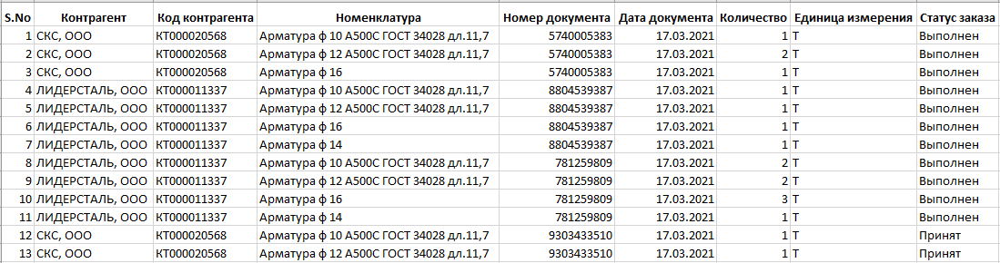 S.No Контрагент Код контрагента Номенклатура Номер документа Дата документа Количество Единица измерения Статус заказа
1 СКС, ООО КТ000020568 Арматура ф 10 А500С ГОСТ 34028 дл.11,7 5740005383 17.03.2021 1 Т Выполнен
2 СКС, ООО КТ000020568 Арматура ф 12 А500С ГОСТ 34028 дл.11,7 5740005383 17.03.2021 2 Т Выполнен
3 СКС, ООО КТ000020568 Арматура ф 16 5740005383 17.03.2021 1 Т Выполнен
4 ЛИДЕРСТАЛЬ, ООО КТ000011337 Арматура ф 10 А500С ГОСТ 34028 дл.11,7 8804539387 17.03.2021 1 Т Выполнен
5 ЛИДЕРСТАЛЬ, ООО КТ000011337 Арматура ф 12 А500С ГОСТ 34028 дл.11,7 8804539387 17.03.2021 1 Т Выполнен
6 ЛИДЕРСТАЛЬ, ООО КТ000011337 Арматура ф 16 8804539387 17.03.2021 1 Т Выполнен
7 ЛИДЕРСТАЛЬ, ООО КТ000011337 Арматура ф 14 8804539387 17.03.2021 1 Т Выполнен
8 ЛИДЕРСТАЛЬ, ООО КТ000011337 Арматура ф 10 А500С ГОСТ 34028 дл.11,7 781259809 17.03.2021 2 Т Выполнен
9 ЛИДЕРСТАЛЬ, ООО КТ000011337 Арматура ф 12 А500С ГОСТ 34028 дл.11,7 781259809 17.03.2021 2 Т Выполнен
10 ЛИДЕРСТАЛЬ, ООО КТ000011337 Арматура ф 16 781259809 17.03.2021 3 Т Выполнен
11 ЛИДЕРСТАЛЬ, ООО КТ000011337 Арматура ф 14 781259809 17.03.2021 1 Т Выполнен
12 СКС, ООО КТ000020568 Арматура ф 10 А500С ГОСТ 34028 дл.11,7 9303433510 17.03.2021 1 Т Принят
13 СКС, ООО КТ000020568 Арматура ф 12 А500С ГОСТ 34028 дл.11,7 9303433510 17.03.2021 1 Т Принят